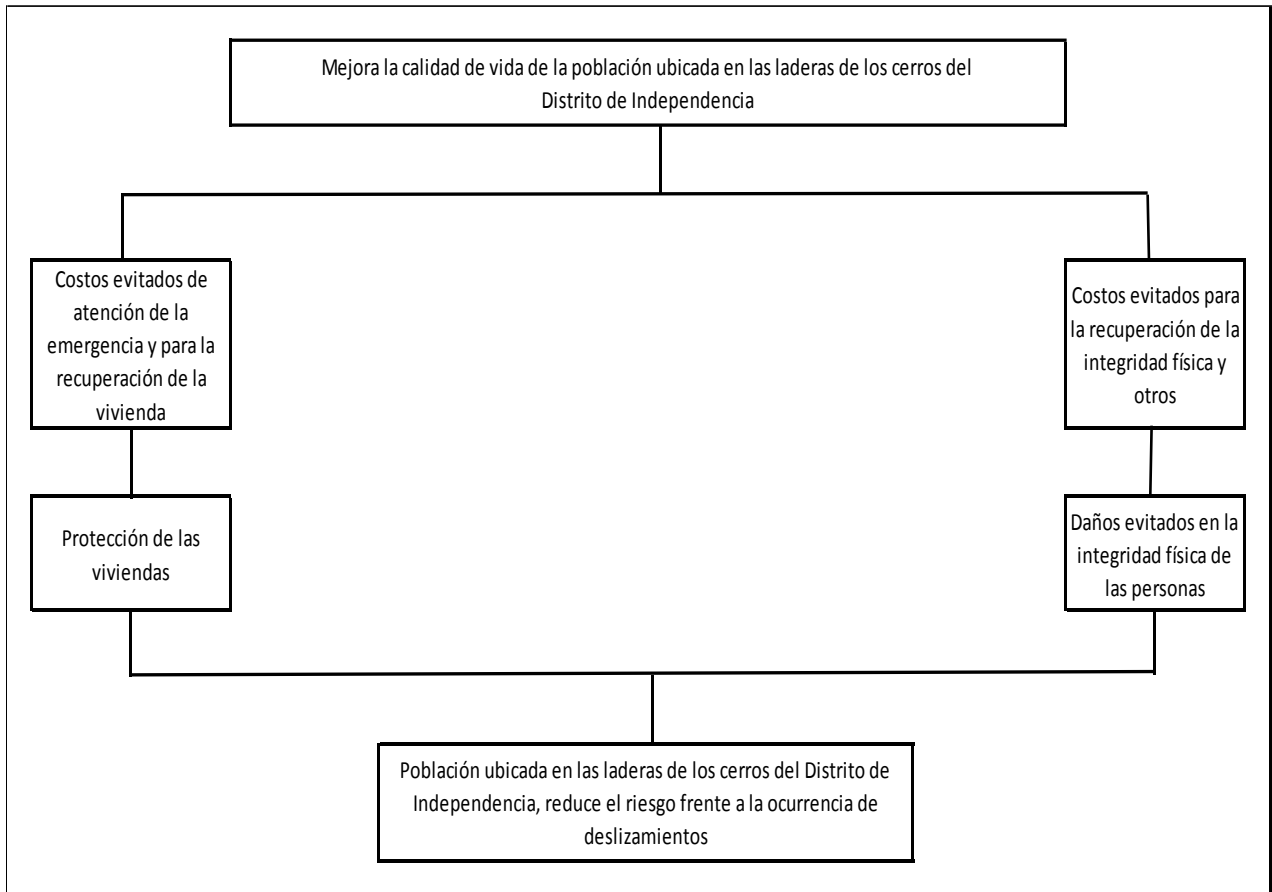 Mejora la calidad de vida de la población ubicada en las laderas de los cerros del
Distrito de Independencia
Costos evitados de
atención de la
emergencia y para la
recuperación de la
vivienda
Costos evitados para
la recuperación de la
integridad física y
otros
Protección de las
viviendas
Daños evitados en la
integridad física de
las personas
Población ubicada en las laderas de los cerros del Distrito de
Independencia, reduce el riesgo frente a la ocurrencia de
deslizamientos